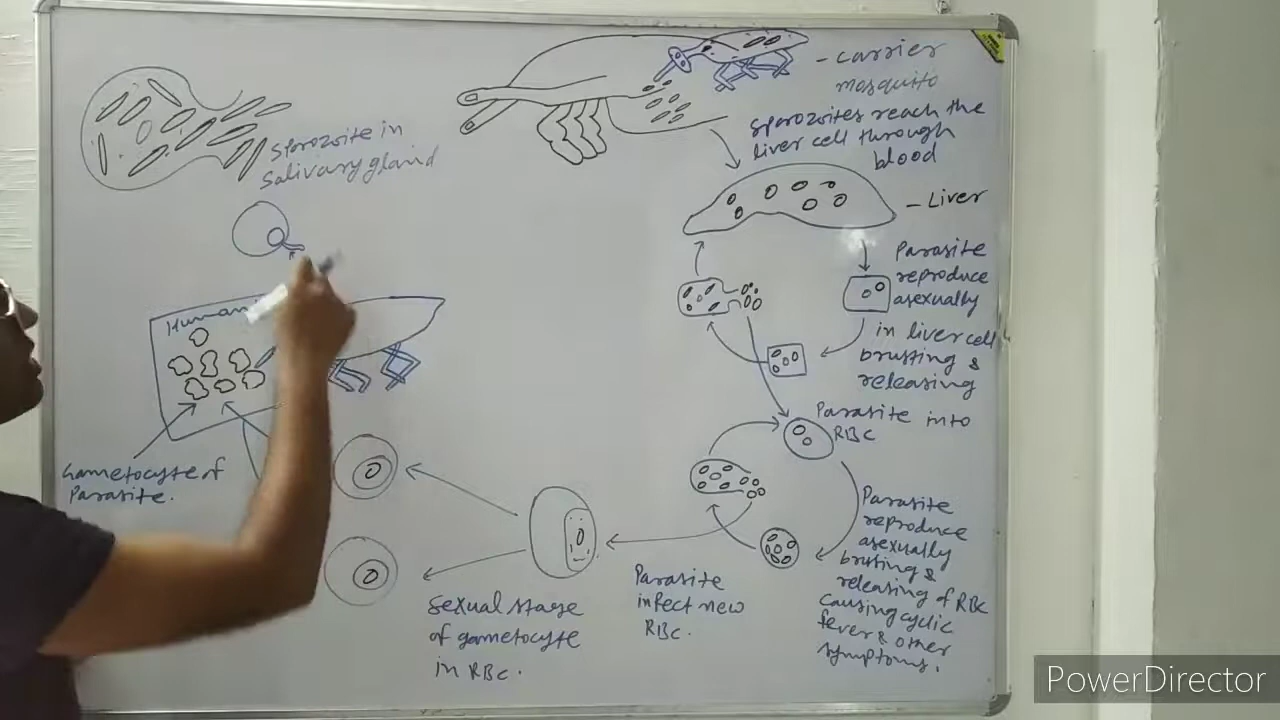 - Carrier
mosquito
Sporozoites reach the
liver cell through
blood
Sporozoite in
Salivary gland
- Liver
Parasite
reproduce
asexually
in liver cell
brusting &
releasing
Human
Parasite into
RBC
Gametocyte of
Parasite.
Parasite
reproduce
asexually
brusting &
releasing of RBC
causing cyclic
fever & other
symptoms.
Parasite
infect new
RBC.
Sexual stage
of gametocyte
in RBC.
PowerDirector